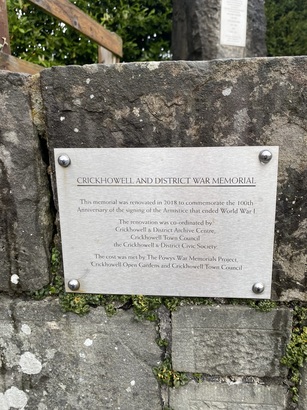 CRICKHOWELL AND DISTRICT WAR MEMORIAL
This memorial was renovated in 2018 to commemorate the 100th
Anniversary of the signing of the Armistice that ended World War I
The renovation was co-ordinated by
Crickhowell & District Archive Centre,
Crickhowell Town Council
the Crickhowell & District Civic Society.
The cost was met by The Powys War Memorials Project,
Crickhowell Open Gardens and Crickhowell Town Council